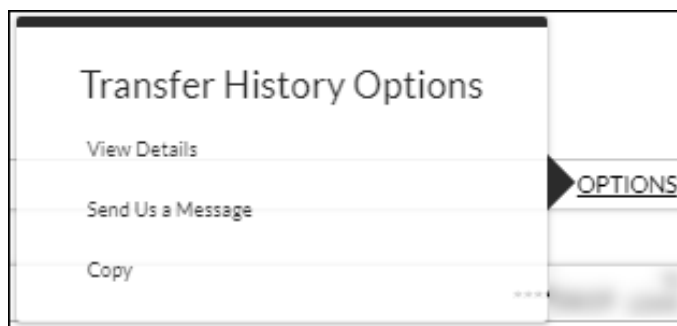 Transfer History Options
View Details
OPTIONS
Send Us a Message
Copy